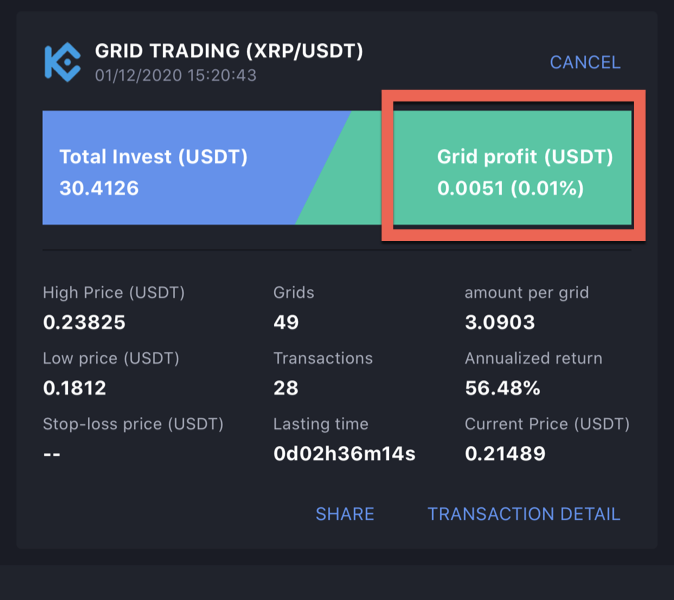 GRID TRADING (XRP/USDT)
01/12/2020 15:20:43
CANCEL
Total Invest (USDT)
30.4126
Grid profit (USDT)
0.0051 (0.01%)
High Price (USDT)
0.23825
Grids
49
amount per grid
3.0903
Low price (USDT)
0.1812
Transactions
28
Annualized return
56.48%
Stop-loss price (USDT)
--
Lasting time
0d02h36m14s
Current Price (USDT)
0.21489
SHARE
TRANSACTION DETAIL